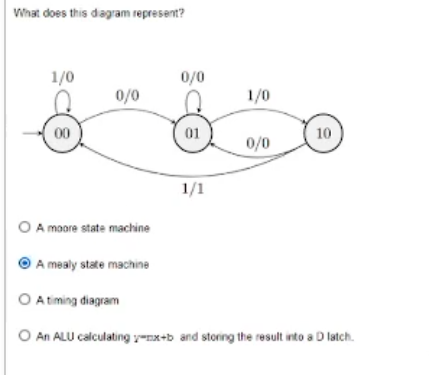 What does this diagram represent?
1/0
0/0
0/0
1/0
00
01
10
0/0
1/1
A moore state machine
A mealy state machine
A timing diagram
An ALU calculating y=mx+b and storing the result into a D latch.